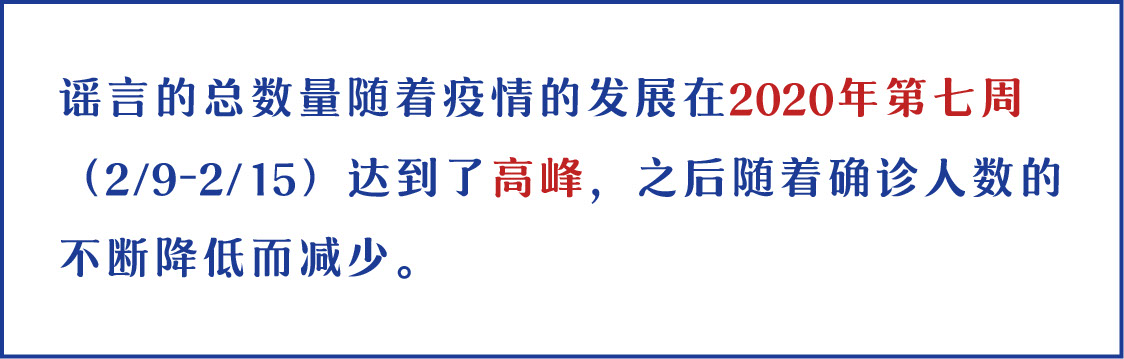 谣言的总数量随着疫情的发展在2020年第七周
（2/9-2/15）达到了高峰，之后随着确诊人数的
不断降低而减少。